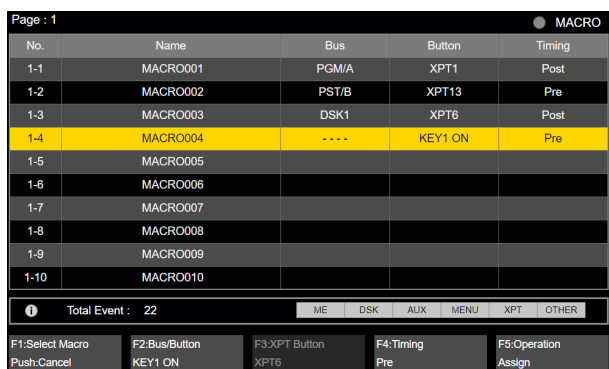 Page : 1 MACRO
No. Name Bus Button Timing
1-1 MACRO001 PGM/A XPT1 Post
1-2 MACRO002 PST/B XPT13 Pre
1-3 MACRO003 DSK1 XPT6 Post
1-4 MACRO004 - - - - KEY1 ON Pre
1-5 MACRO005
1-6 MACRO006
1-7 MACRO007
1-8 MACRO008
1-9 MACRO009
1-10 MACRO010
i Total Event : 22 ME DSK AUX MENU XPT OTHER
F1:Select Macro F2:Bus/Button F3:XPT Button F4:Timing F5:Operation
Push:Cancel KEY1 ON XPT6 Pre Assign